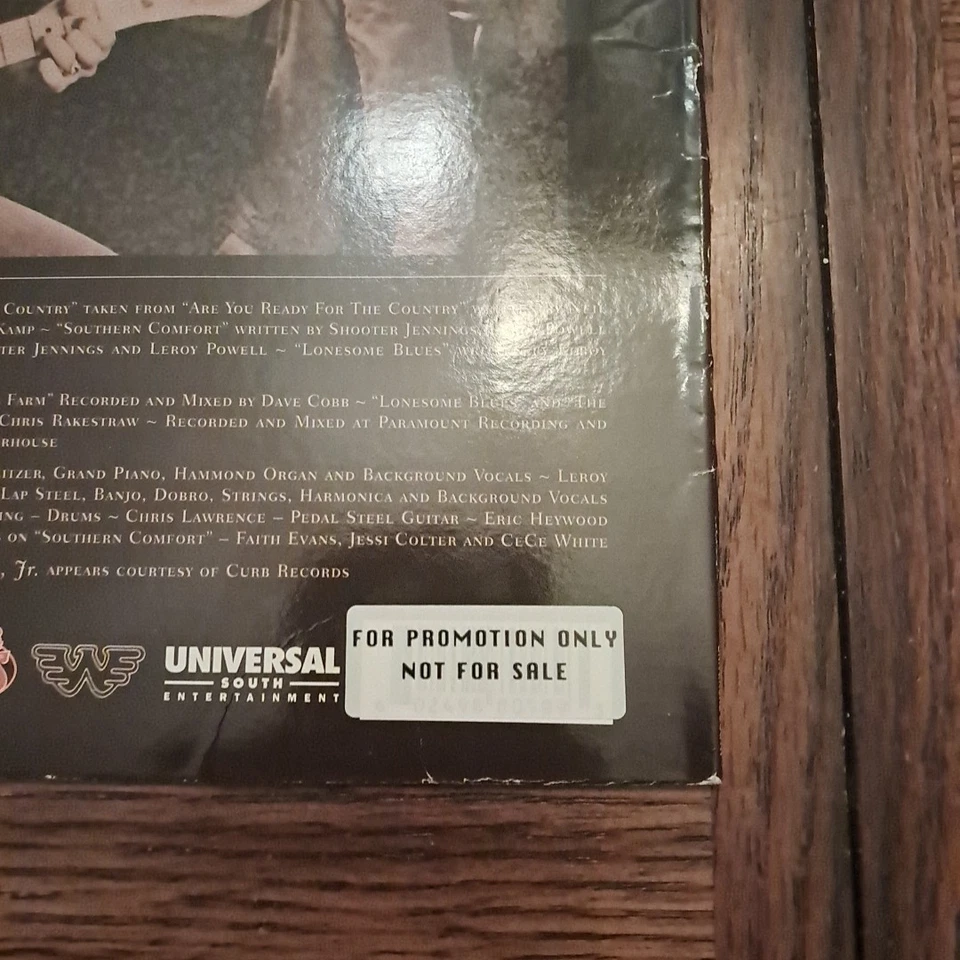 Country” taken from “Are You Ready For The Country”
Kamp ~ “Southern Comfort” written by Shooter Jennings, Powell
ter Jennings and Leroy Powell ~ “Lonesome Blues” Leroy
Farm” Recorded and Mixed by Dave Cobb ~ “Lonesome Blues” and “The
Chris Rakestraw ~ Recorded and Mixed at Paramount Recording and
rhouse
itzer, Grand Piano, Hammond Organ and Background Vocals ~ Leroy
Lap Steel, Banjo, Dobro, Strings, Harmonica and Background Vocals
ing – Drums ~ Chris Lawrence – Pedal Steel Guitar ~ Eric Heywood
on “Southern Comfort” – Faith Evans, Jessi Colter and CeCe White
, Jr. appears courtesy of Curb Records
W
UNIVERSAL
SOUTH
ENTERTAINMENT
FOR PROMOTION ONLY
NOT FOR SALE